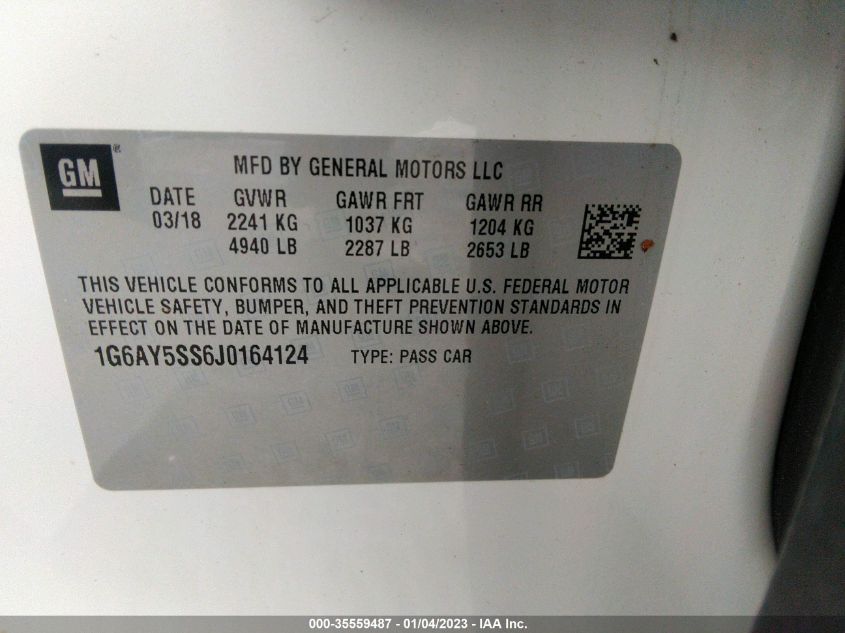 GM ®
MFD BY GENERAL MOTORS LLC
DATE GVWR GAWR FRT GAWR RR
03/18 2241 KG 1037 KG 1204 KG
4940 LB 2287 LB 2653 LB
THIS VEHICLE CONFORMS TO ALL APPLICABLE U.S. FEDERAL MOTOR
VEHICLE SAFETY, BUMPER, AND THEFT PREVENTION STANDARDS IN
EFFECT ON THE DATE OF MANUFACTURE SHOWN ABOVE.
1G6AY5SS6J0164124 TYPE: PASS CAR
000-35559487 - 01/04/2023 - IAA Inc.